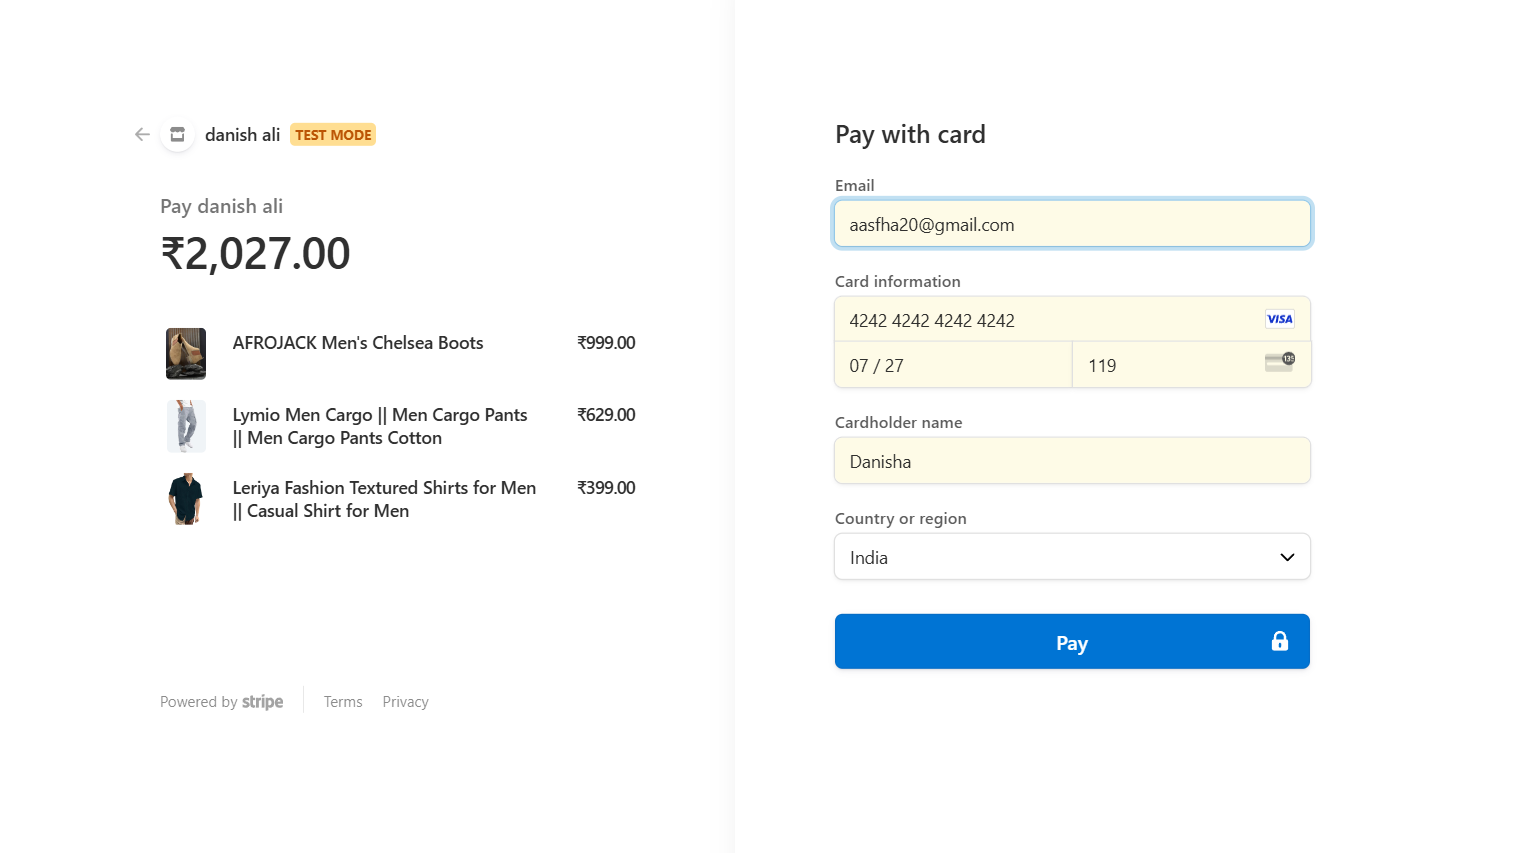 danish ali TEST MODE
Pay danish ali
₹2,027.00
AFROJACK Men's Chelsea Boots ₹999.00
Lymio Men Cargo || Men Cargo Pants ₹629.00
|| Men Cargo Pants Cotton
Leriya Fashion Textured Shirts for Men ₹399.00
|| Casual Shirt for Men
Powered by stripe Terms Privacy
Pay with card
Email
aasfha20@gmail.com
Card information
4242 4242 4242 4242 VISA
07 / 27 119 135
Cardholder name
Danisha
Country or region
India
Pay